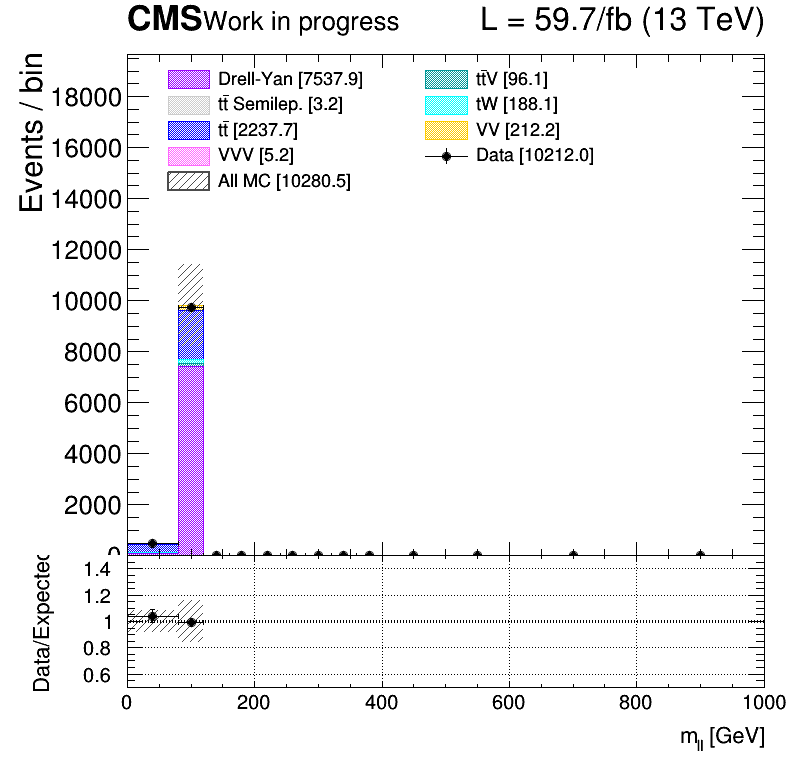 CMS Work in progress L = 59.7/fb (13 TeV)
Events / bin
18000
16000
14000
12000
10000
8000
6000
4000
2000
0
Drell-Yan [7537.9]
tt̄ Semilep. [3.2]
tt̄ [2237.7]
VVV [5.2]
All MC [10280.5]
tt̄V [96.1]
tW [188.1]
VV [212.2]
Data [10212.0]
Data/Expected
1.4
1.2
1
0.8
0.6
0 200 400 600 800 1000
m_ll [GeV]